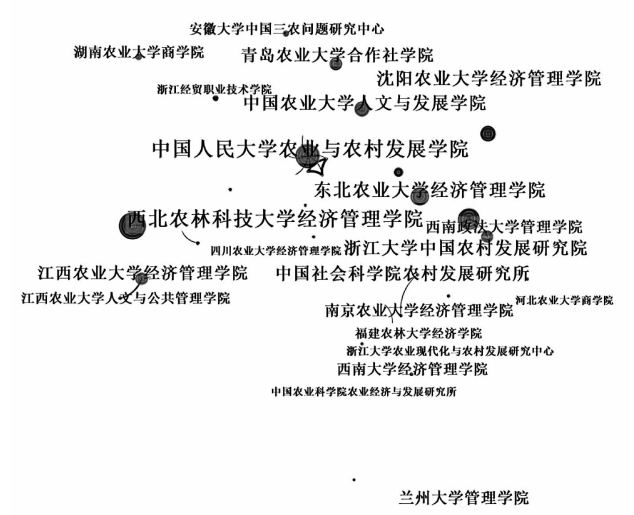 安徽大学中国三农问题研究中心
湖南农业大学商学院
青岛农业大学合作社学院
沈阳农业大学经济管理学院
浙江经贸职业技术学院
中国农业大学人文与发展学院
中国人民大学农业与农村发展学院
东北农业大学经济管理学院
西北农林科技大学经济管理学院
西南政法大学管理学院
四川农业大学经济管理学院
浙江大学中国农村发展研究院
江西农业大学经济管理学院
中国社会科学院农村发展研究所
江西农业大学人文与公共管理学院
河北农业大学商学院
南京农业大学经济管理学院
福建农林大学经济学院
浙江大学农业现代化与农村发展研究中心
西南大学经济管理学院
中国农业科学院农业经济与发展研究所
兰州大学管理学院